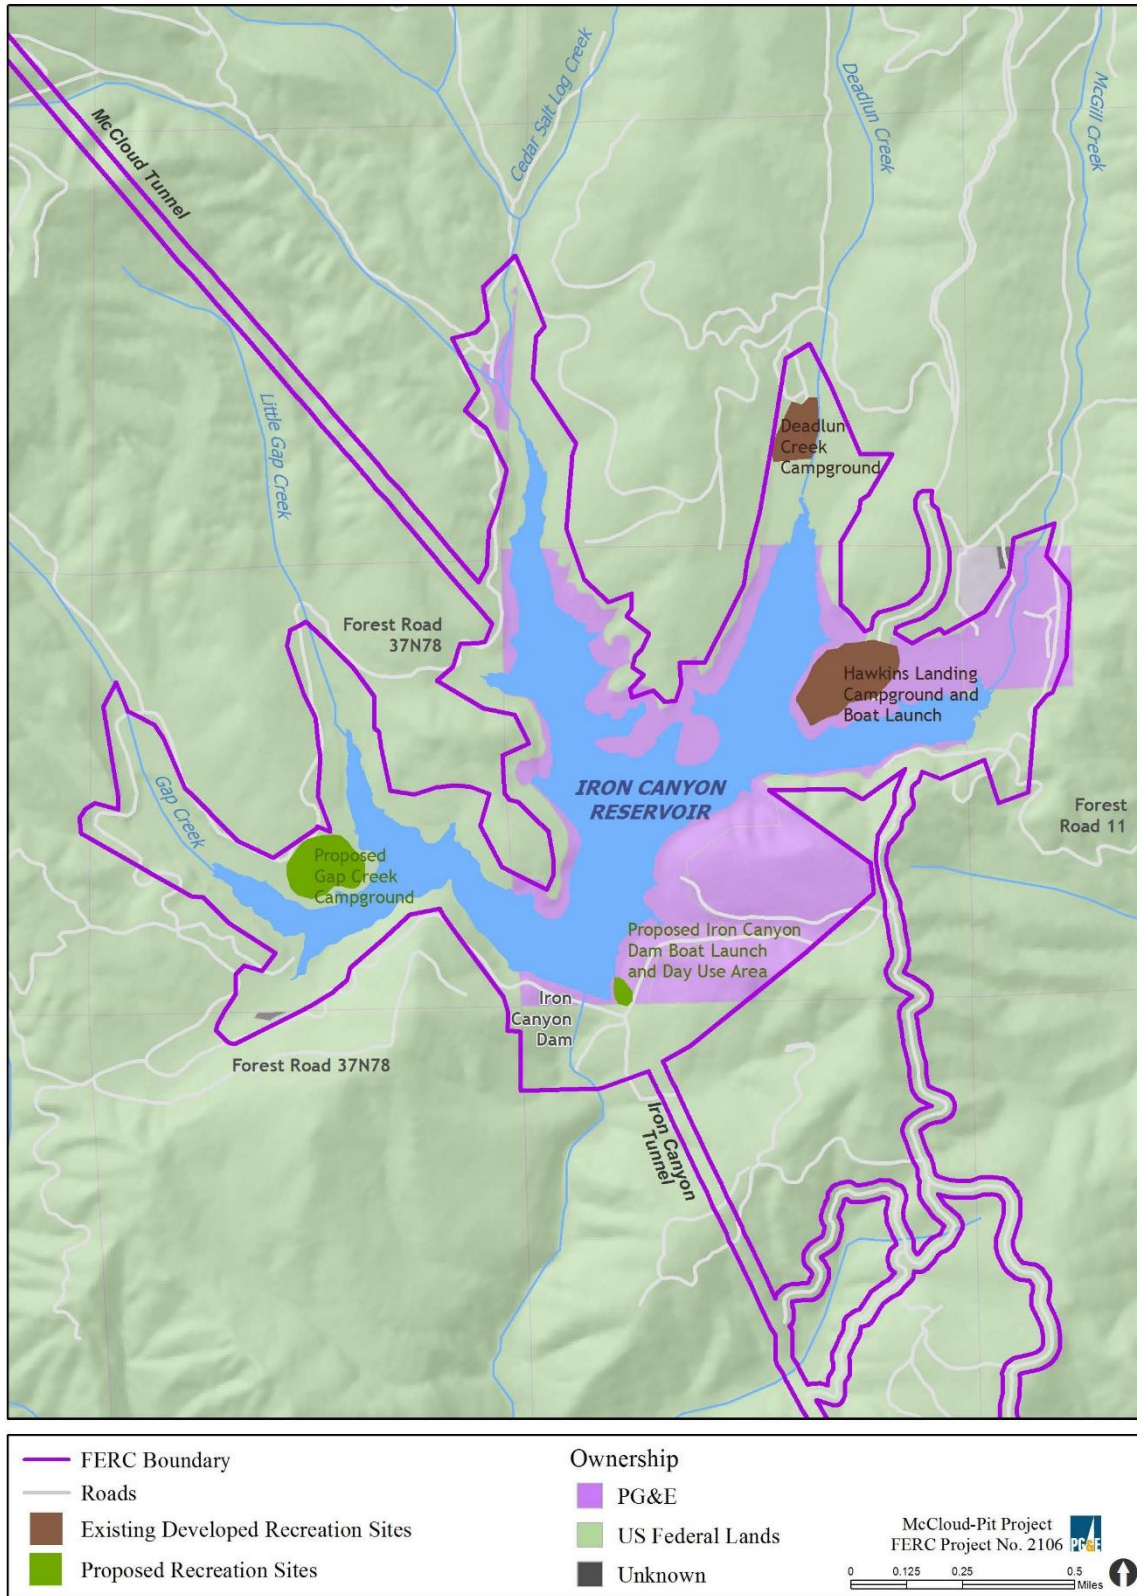 McCloud Tunnel
Cedar Salt Log Creek
Deadlun Creek
McGill Creek
Little Gap Creek
Deadlun
Creek
Campground
Forest Road
37N78
Hawkins Landing
Campground and
Boat Launch
Gap Creek
IRON CANYON
RESERVOIR
Forest
Road 11
Proposed
Gap Creek
Campground
Proposed Iron Canyon
Dam Boat Launch
and Day Use Area
Iron
Canyon
Dam
Forest Road 37N78
Iron Canyon
Tunnel
FERC Boundary
Roads
Existing Developed Recreation Sites
Proposed Recreation Sites
Ownership
PG&E
US Federal Lands
Unknown
McCloud-Pit Project
FERC Project No. 2106
PG&E
0 0.125 0.25 0.5
Miles